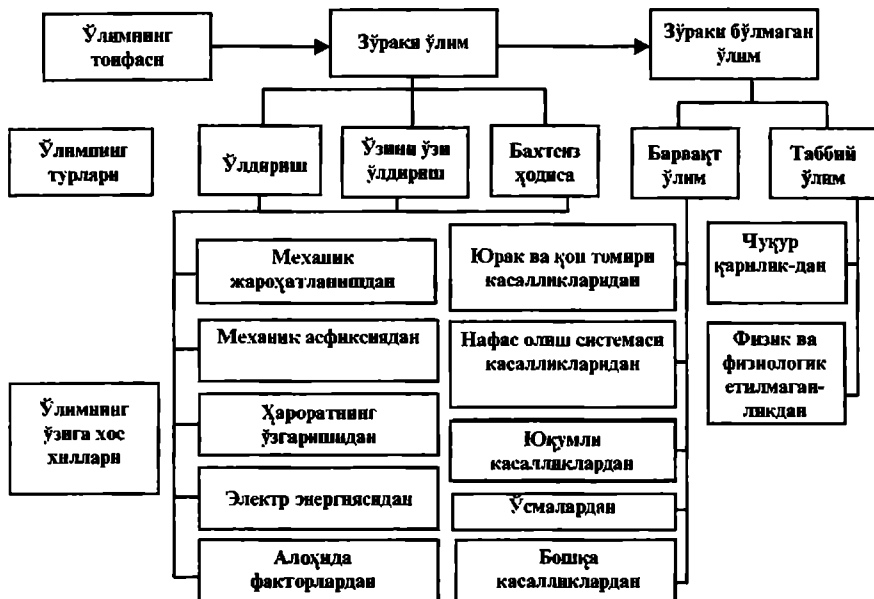 Ўлимнинг
тоифаси
Зўраки ўлим
Зўраки бўлмаган
ўлим
Ўлимнинг
турлари
Ўлдириш
Ўзини ўзи
ўлдириш
Бахтсиз
ҳодиса
Барвақт
ўлим
Таббий
ўлим
Механик
жароҳатланишдан
Юрак ва қон томири
касалликларидан
Чуқур
қарилик-дан
Механик асфиксиядан
Нафас олиш системаси
касалликларидан
Физик ва
физиологик
етилмаган-
ликдан
Ўлимнинг
ўзига хос
хиллари
Ҳароратнинг
ўзгаришидан
Юқумли
касалликлардан
Электр энергиясидан
Ўсмалардан
Алоҳида
факторлардан
Бошқа
касалликлардан